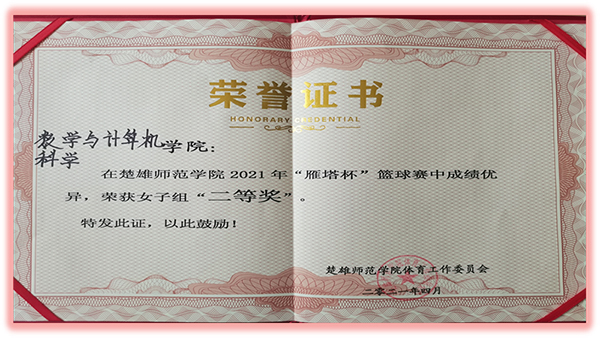 荣誉证书
HONORARY CREDENTIAL
数学与计算机科学学院:
在楚雄师范学院2021年“雁塔杯”篮球赛中成绩优
异,荣获女子组“二等奖”。
特发此证,以此鼓励!
楚雄师范学院体育工作委员会
二零二一年四月